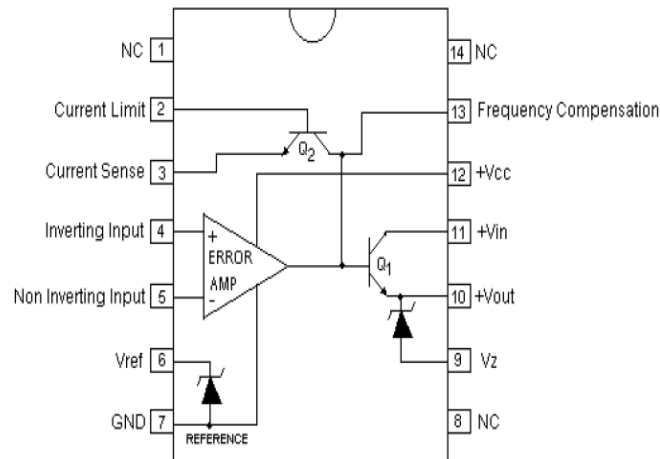 NC 1
14 NC
Current Limit 2
13 Frequency Compensation
Q2
Current Sense 3
12 +Vcc
Inverting Input 4
+
11 +Vin
ERROR
Q1
AMP
Non Inverting Input 5
-
10 +Vout
Vref 6
9 Vz
GND 7
8 NC
REFERENCE